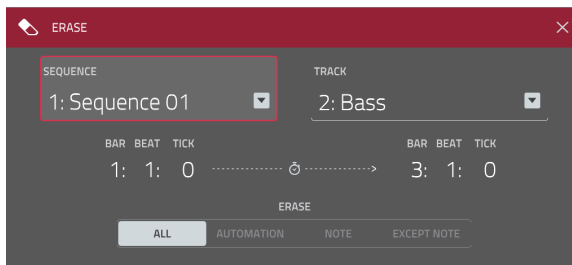 ERASE
SEQUENCE
TRACK
1: Sequence 01
2: Bass
BAR BEAT TICK
BAR BEAT TICK
1: 1: 0
3: 1: 0
ERASE
ALL
AUTOMATION
NOTE
EXCEPT NOTE